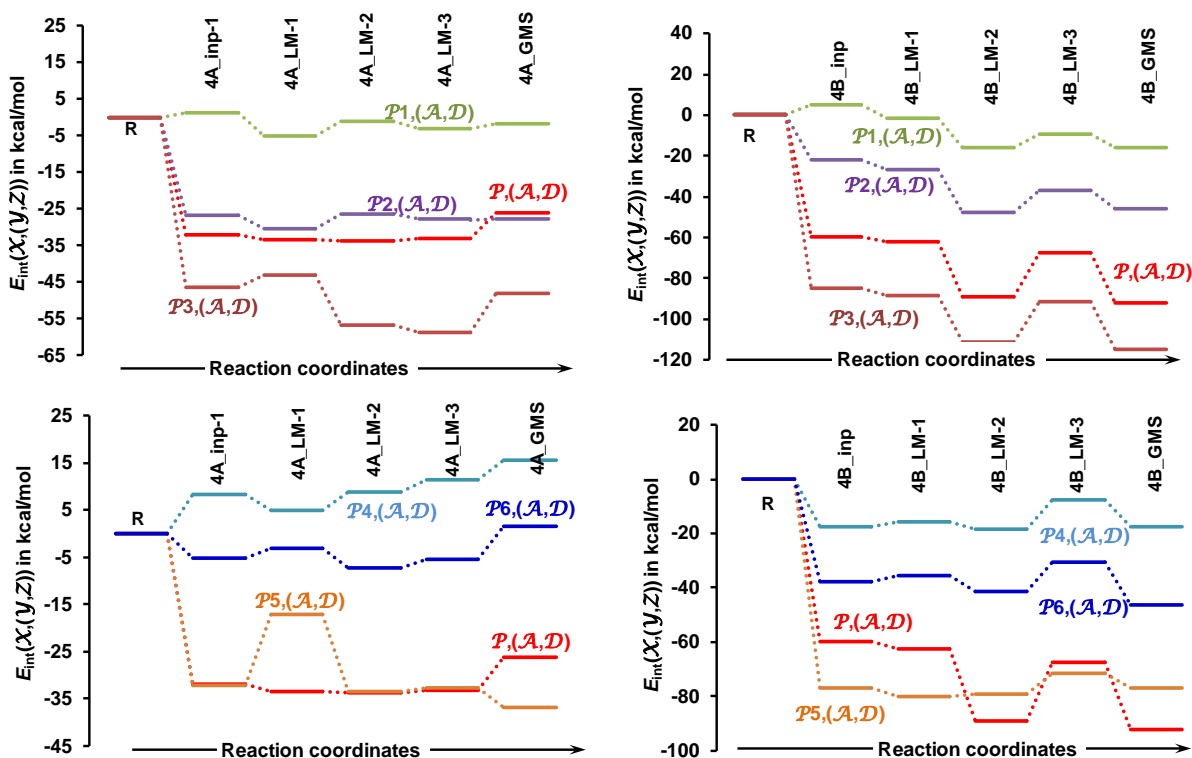 25
15
5
-5
-15
-25
-35
-45
-55
-65
E_int(X,(Y,Z)) in kcal/mol
4A_inp-1
4A_LM-1
4A_LM-2
4A_LM-3
4A_GMS
R
P1,(A,D)
P2,(A,D)
P,(A,D)
P3,(A,D)
Reaction coordinates
40
20
0
-20
-40
-60
-80
-100
-120
E_int(X,(Y,Z)) in kcal/mol
4B_inp
4B_LM-1
4B_LM-2
4B_LM-3
4B_GMS
R
P1,(A,D)
P2,(A,D)
P,(A,D)
P3,(A,D)
Reaction coordinates
25
15
5
-5
-15
-25
-35
-45
E_int(X,(Y,Z)) in kcal/mol
4A_inp-1
4A_LM-1
4A_LM-2
4A_LM-3
4A_GMS
R
P4,(A,D)
P6,(A,D)
P5,(A,D)
P,(A,D)
Reaction coordinates
20
0
-20
-40
-60
-80
-100
E_int(X,(Y,Z)) in kcal/mol
4B_inp
4B_LM-1
4B_LM-2
4B_LM-3
4B_GMS
R
P4,(A,D)
P6,(A,D)
P,(A,D)
P5,(A,D)
Reaction coordinates